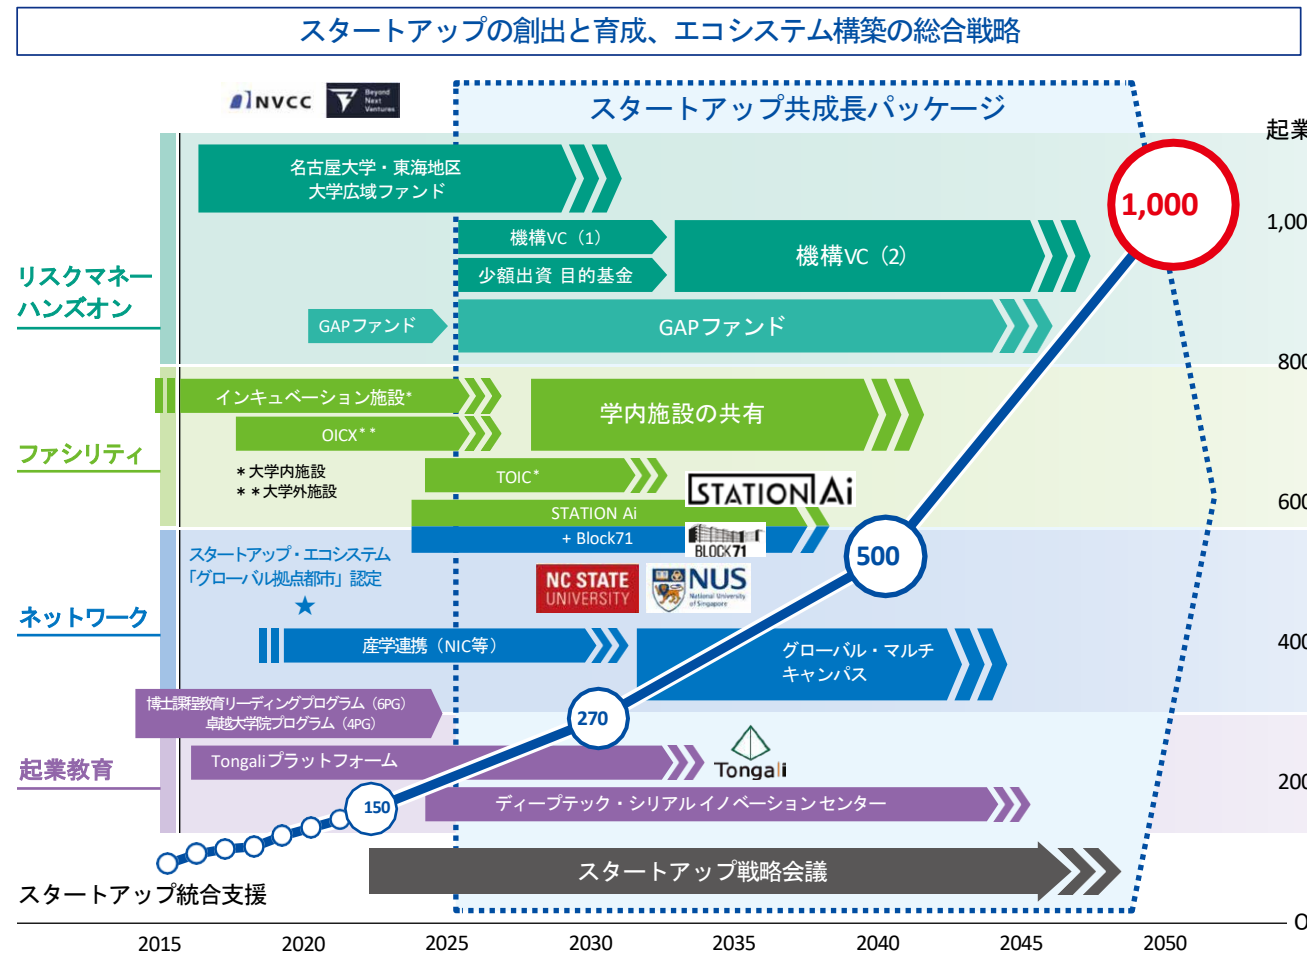 スタートアップの創出と育成、エコシステム構築の総合戦略
NVCC
Beyond
Next
Ventures
スタートアップ共成長パッケージ
起業
名古屋大学・東海地区
大学広域ファンド
1,000
1,00
機構VC（1）
機構VC（2）
少額出資 目的基金
リスクマネー
ハンズオン
GAPファンド
GAPファンド
800
インキュベーション施設*
学内施設の共有
OICX**
ファシリティ
*大学内施設
**大学外施設
TOIC*
STATION Ai
600
STATION Ai
+ Block71
BLOCK71
500
スタートアップ・エコシステム
「グローバル拠点都市」認定
★
NC STATE
UNIVERSITY
NUS
National University
of Singapore
ネットワーク
産学連携（NIC等）
グローバル・マルチ
キャンパス
400
博士課程教育リーディングプログラム（6PG）
卓越大学院プログラム（4PG）
270
起業教育
Tongaliプラットフォーム
Tongali
200
150
ディープテック・シリアル イノベーション センター
スタートアップ戦略会議
スタートアップ統合支援
0
2015
2020
2025
2030
2035
2040
2045
2050